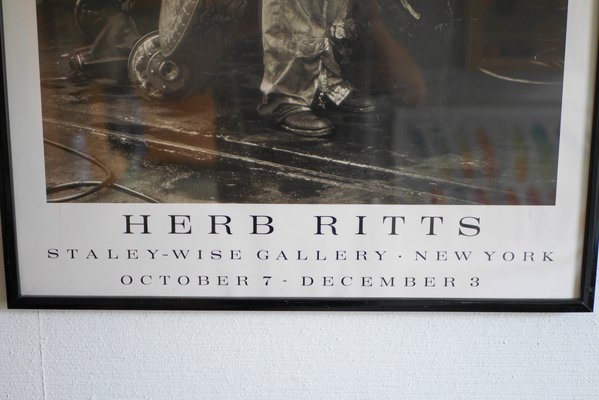 HERB RITTS
STALEY-WISE GALLERY · NEW YORK
OCTOBER 7 - DECEMBER 3